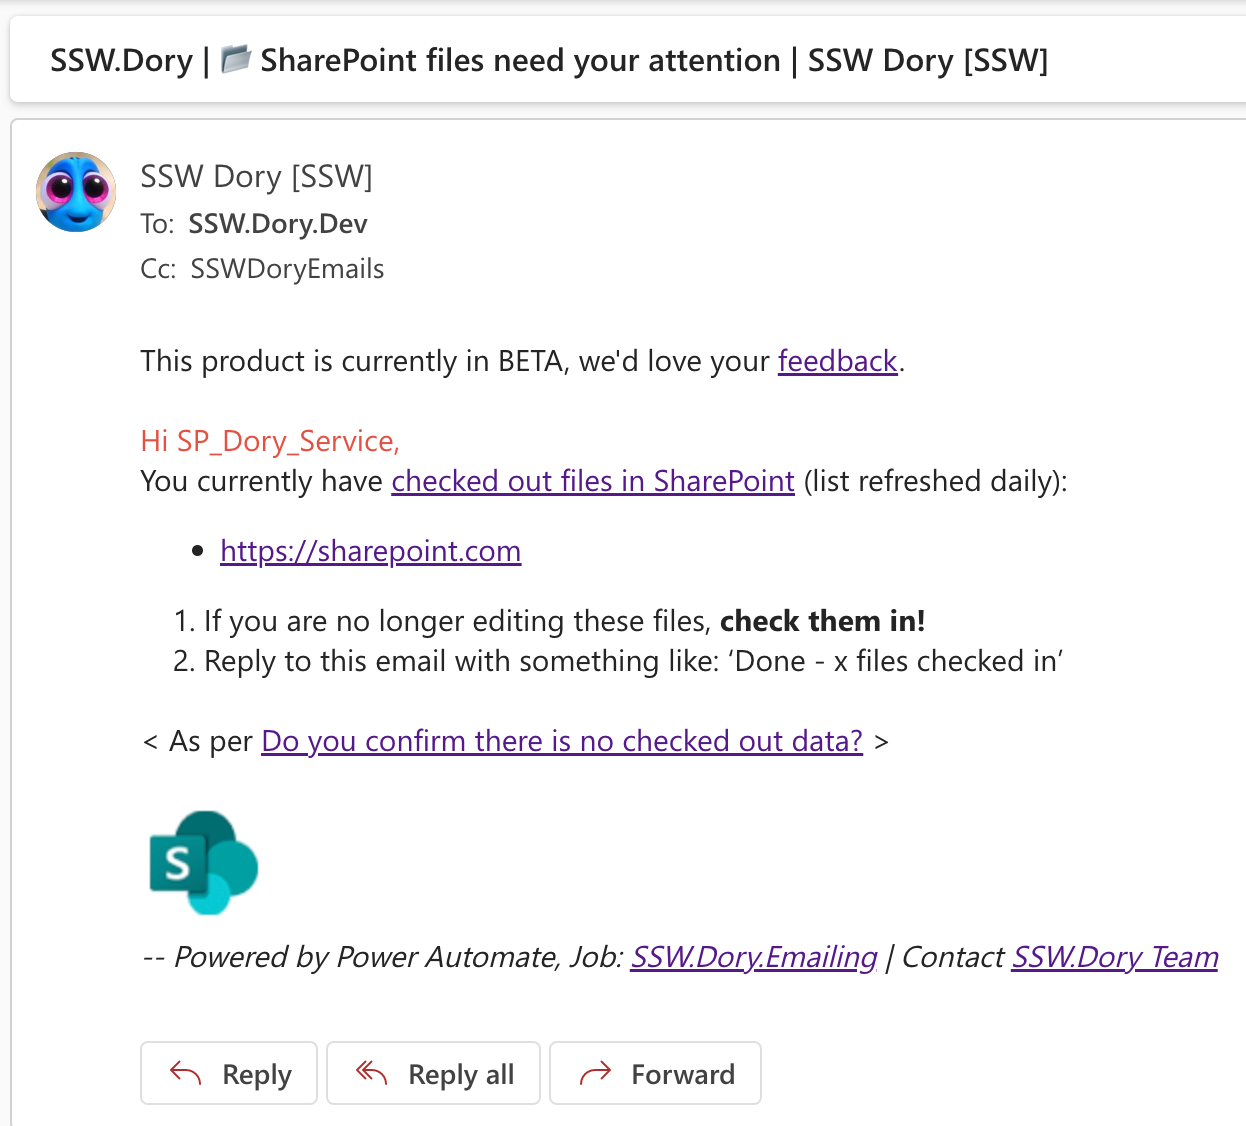 SSW.Dory | 📂 SharePoint files need your attention | SSW Dory [SSW]
SSW Dory [SSW]
To: SSW.Dory.Dev
Cc: SSWDoryEmails
This product is currently in BETA, we'd love your feedback.
Hi SP_Dory_Service,
You currently have checked out files in SharePoint (list refreshed daily):
• https://sharepoint.com
1. If you are no longer editing these files, check them in!
2. Reply to this email with something like: ‘Done - x files checked in’
< As per Do you confirm there is no checked out data? >
S
-- Powered by Power Automate, Job: SSW.Dory.Emailing | Contact SSW.Dory Team
Reply Reply all Forward